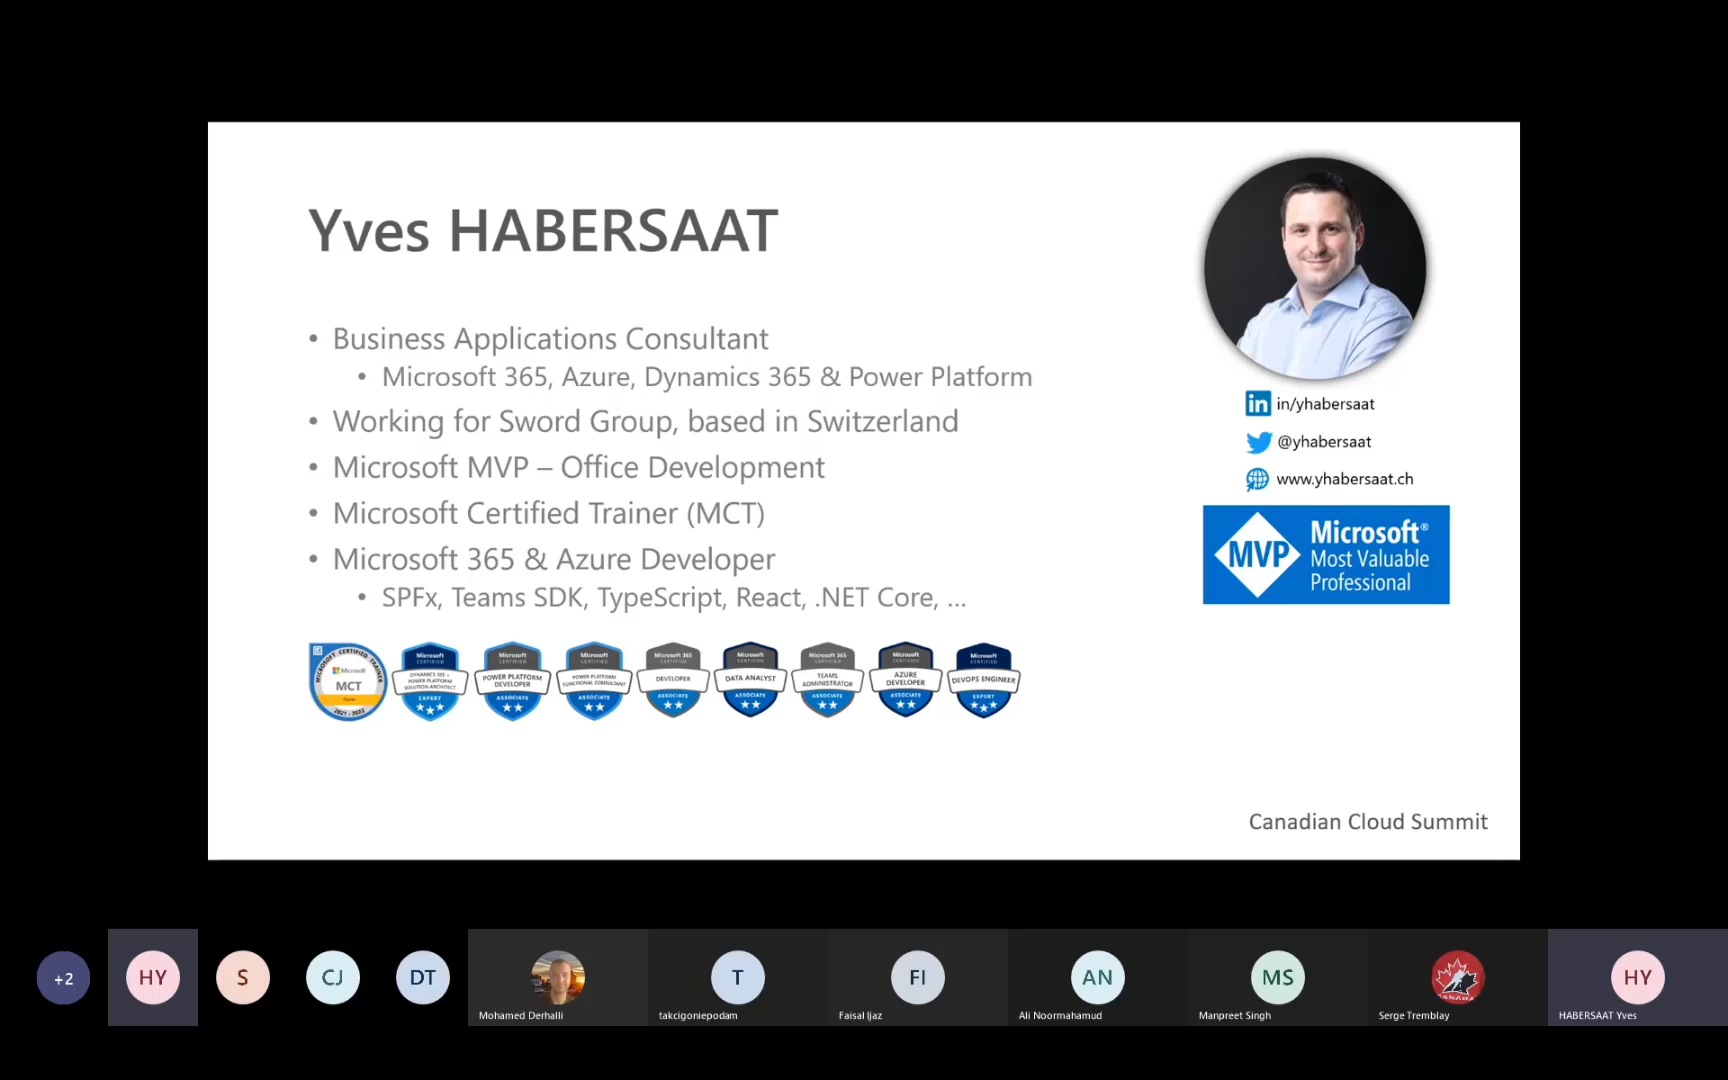 Yves HABERSAAT
• Business Applications Consultant
• Microsoft 365, Azure, Dynamics 365 & Power Platform
• Working for Sword Group, based in Switzerland
• Microsoft MVP – Office Development
• Microsoft Certified Trainer (MCT)
• Microsoft 365 & Azure Developer
• SPFx, Teams SDK, TypeScript, React, .NET Core, ...
in/yhabersaat
@yhabersaat
www.yhabersaat.ch
MVP
Microsoft®
Most Valuable
Professional
MICROSOFT CERTIFIED TRAINER
Microsoft
MCT
2021 - 2022
Microsoft
CERTIFIED
DYNAMICS 365 +
POWER PLATFORM
SOLUTION ARCHITECT
EXPERT
Microsoft
CERTIFIED
POWER PLATFORM
DEVELOPER
ASSOCIATE
Microsoft
CERTIFIED
POWER PLATFORM
FUNCTIONAL CONSULTANT
ASSOCIATE
Microsoft 365
CERTIFIED
DEVELOPER
ASSOCIATE
Microsoft
CERTIFIED
DATA ANALYST
ASSOCIATE
Microsoft 365
CERTIFIED
TEAMS
ADMINISTRATOR
ASSOCIATE
Microsoft
CERTIFIED
AZURE
DEVELOPER
ASSOCIATE
Microsoft
CERTIFIED
DEVOPS ENGINEER
EXPERT
Canadian Cloud Summit
+2
HY
S
CJ
DT
Mohamed Derhalli
T
takcigoniepodam
FI
Faisal Ijaz
AN
Ali Noormahamud
MS
Manpreet Singh
CANADA
Serge Tremblay
HY
HABERSAAT Yves